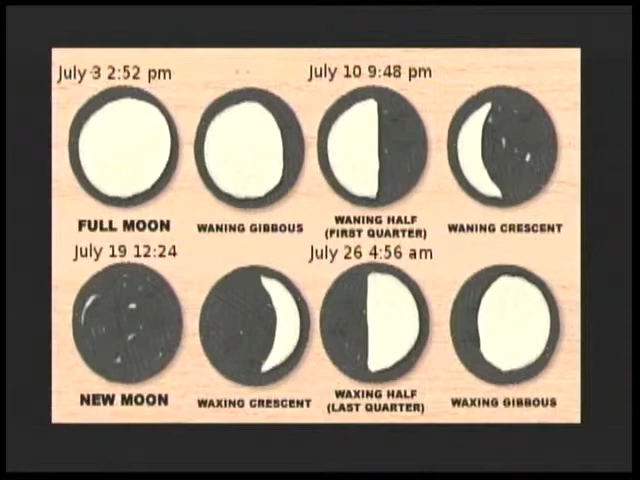 July 3 2:52 pm
July 10 9:48 pm
FULL MOON
WANING GIBBOUS
WANING HALF
(FIRST QUARTER)
WANING CRESCENT
July 19 12:24
July 26 4:56 am
NEW MOON
WAXING CRESCENT
WAXING HALF
(LAST QUARTER)
WAXING GIBBOUS